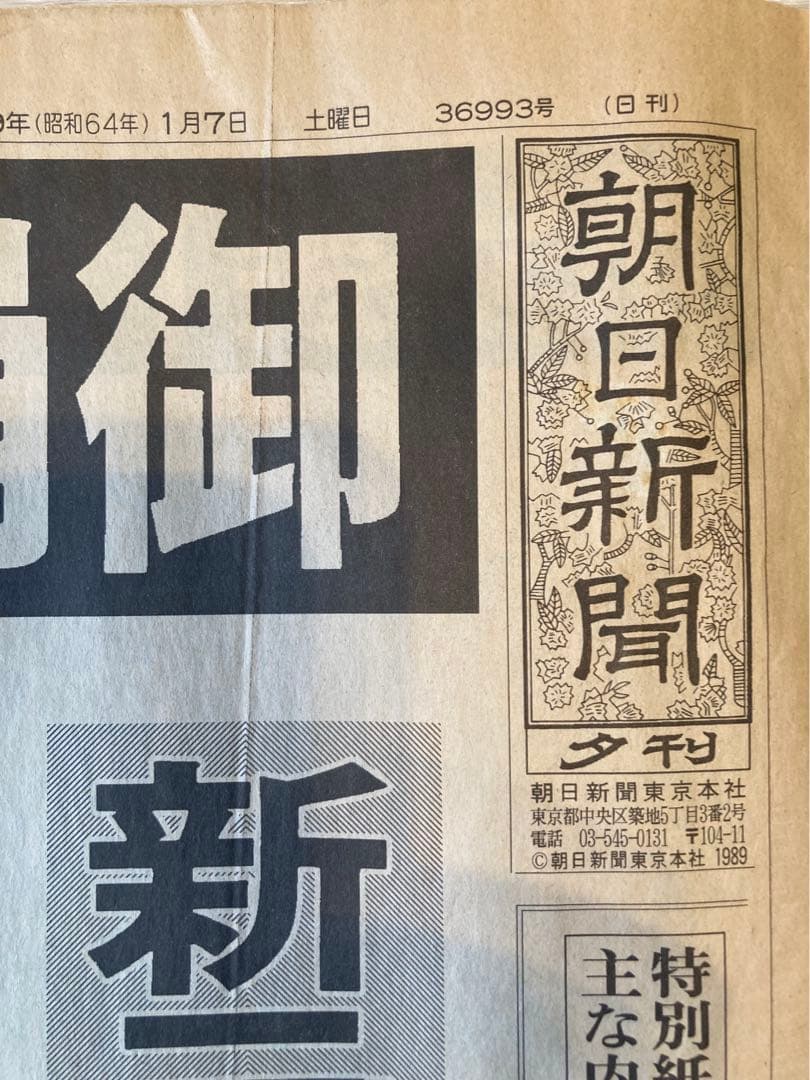 9年(昭和64年)1月7日 土曜日 36993号 (日刊)
御
朝日新聞
夕刊
朝日新聞東京本社
東京都中央区築地5丁目3番2号
電話 03-545-0131 〒104-11
©朝日新聞東京本社 1989
新
特別紙
主な内